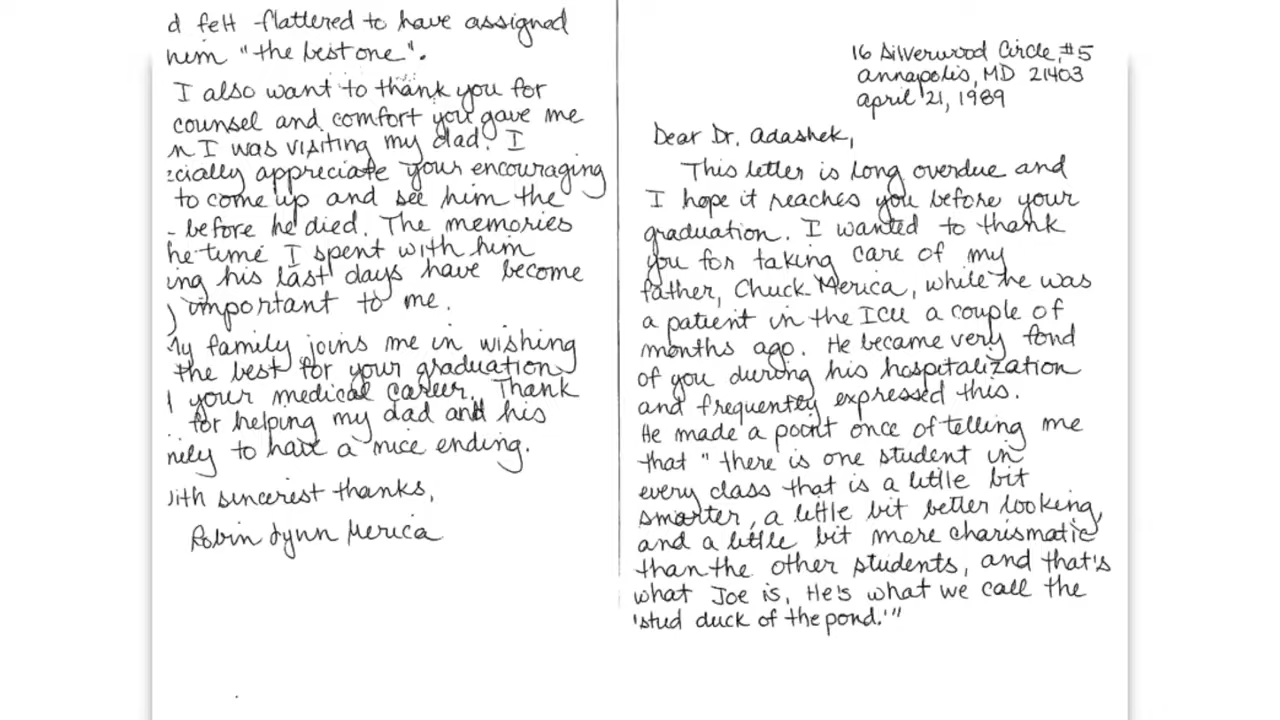 16 Silverwood Circle, #5
Annapolis, MD 21403
April 21, 1989
Dear Dr. Adashek,
This letter is long overdue and
I hope it reaches you before your
graduation. I wanted to thank
you for taking care of my
father, Chuck Merica, while he was
a patient in the ICU a couple of
months ago. He became very fond
of you during his hospitalization
and frequently expressed this.
He made a point once of telling me
that "there is one student in
every class that is a little bit
smarter, a little bit better looking,
and a little bit more charismatic
than the other students, and that's
what Joe is. He's what we call the
'stud duck of the pond.'"
d felt flattered to have assigned
him "the best one".
I also want to thank you for
counsel and comfort you gave me
n I was visiting my dad. I
ecially appreciate your encouraging
to come up and see him the
before he died. The memories
he time I spent with him
ing his last days have become
y important to me.
My family joins me in wishing
the best for your graduation
d your medical career. Thank
for helping my dad and his
mily to have a nice ending.
With sincerest thanks,
Robin Lynn Merica